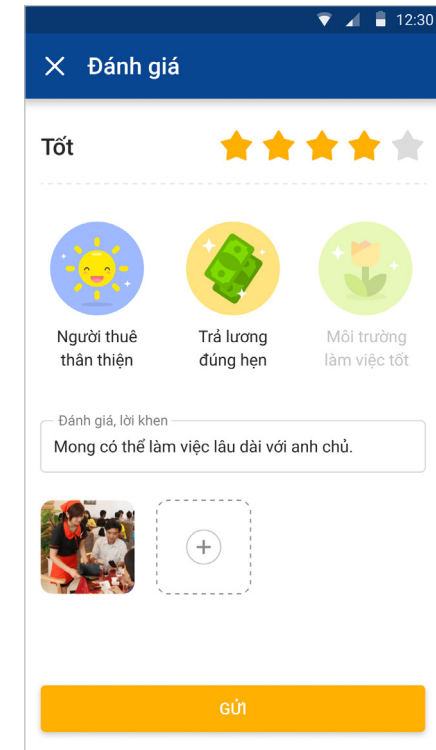 12:30
Đánh giá
Tốt
Người thuê
thân thiện
Trả lương
đúng hẹn
Môi trường
làm việc tốt
Đánh giá, lời khen
Mong có thể làm việc lâu dài với anh chủ.
GỬI